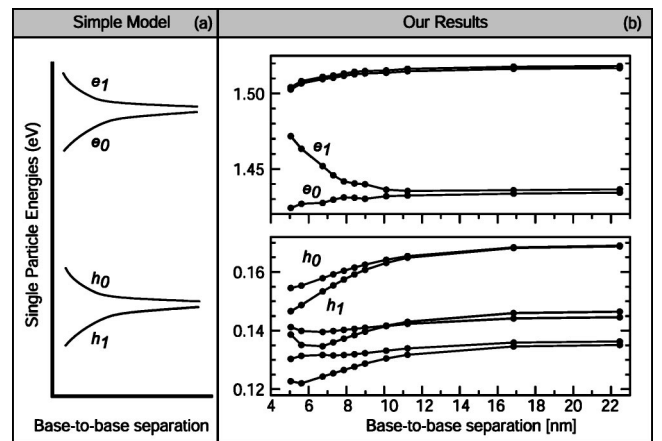 Simple Model (a)
Our Results (b)
Single Particle Energies (eV)
e1
e0
h0
h1
Base-to-base separation
1.50
1.45
e1
e0
0.16
0.14
0.12
h0
h1
4 6 8 10 12 14 16 18 20 22
Base-to-base separation [nm]